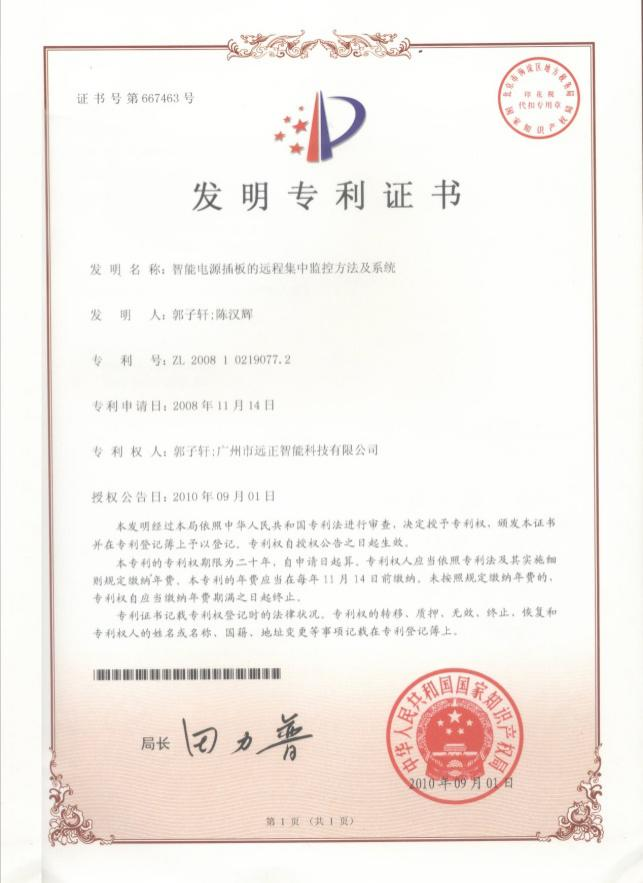 证书号第667463号
北京市海淀区地方税务局
印花税
代扣专用章
国家知识产权局
发明专利证书
发 明 名 称：智能电源插板的远程集中监控方法及系统
发 明 人：郭子轩;陈汉辉
专 利 号：ZL 2008 1 0219077.2
专利申请日：2008年11月14日
专 利 权 人：郭子轩;广州市远正智能科技有限公司
授权公告日：2010年09月01日
本发明经过本局依照中华人民共和国专利法进行审查，决定授予专利权，颁发本证书
并在专利登记簿上予以登记。专利权自授权公告之日起生效。
本专利的专利权期限为二十年，自申请日起算。专利权人应当依照专利法及其实施细
则规定缴纳年费。本专利的年费应当在每年11月14日前缴纳。未按照规定缴纳年费的，
专利权自应当缴纳年费期满之日起终止。
专利证书记载专利权登记时的法律状况。专利权的转移、质押、无效、终止、恢复和
专利权人的姓名或名称、国籍、地址变更等事项记载在专利登记簿上。
局长 田力普
中华人民共和国国家知识产权局
2010年09月01日
第 1 页 （共 1 页）